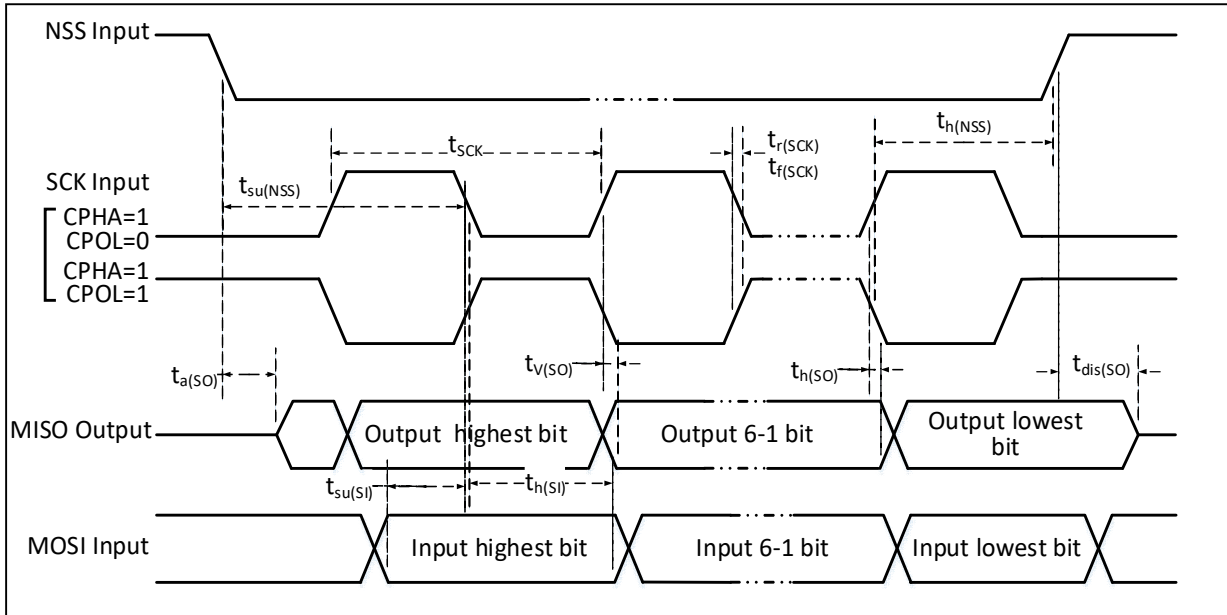 NSS Input
t_SCK
t_r(SCK)
t_f(SCK)
t_h(NSS)
SCK Input
t_su(NSS)
CPHA=1
CPOL=0
CPHA=1
CPOL=1
t_a(SO)
t_V(SO)
t_h(SO)
t_dis(SO)
MISO Output
Output highest bit
Output 6-1 bit
Output lowest
bit
t_su(SI)
t_h(SI)
MOSI Input
Input highest bit
Input 6-1 bit
Input lowest bit